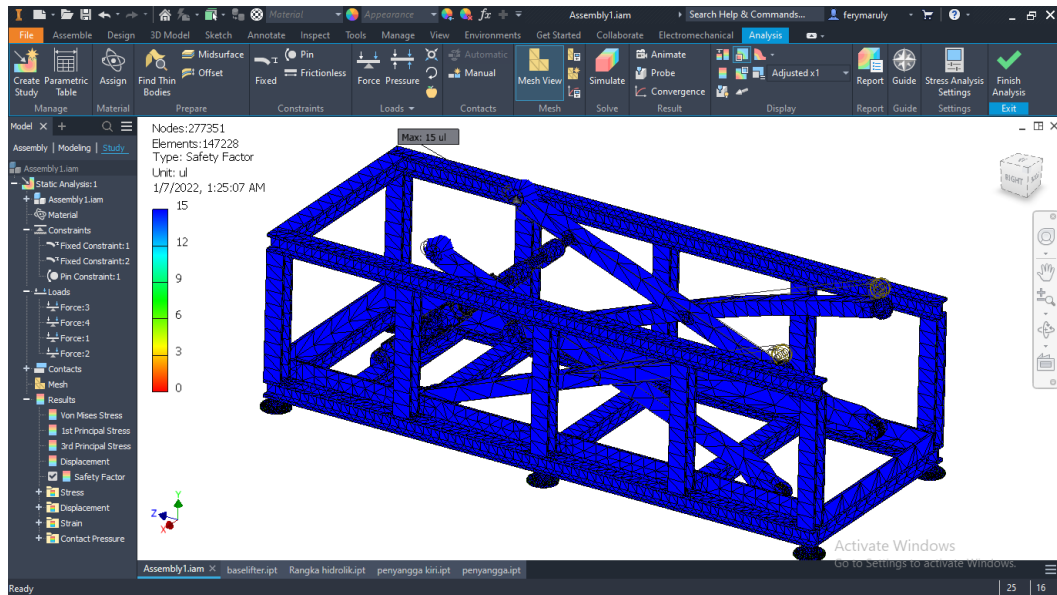 Material
Appearance
fx
Assembly1.iam
Search Help & Commands...
ferymaruly
File Assemble Design 3D Model Sketch Annotate Inspect Tools Manage View Environments Get Started Collaborate Electromechanical Analysis
Create Study
Parametric Table
Manage
Assign
Material
Find Thin Bodies
Midsurface
Offset
Prepare
Fixed
Pin
Frictionless
Constraints
Force
Pressure
Loads
Automatic
Manual
Contacts
Mesh View
Mesh
Simulate
Solve
Animate
Probe
Convergence
Result
Adjusted x1
Display
Report
Report
Guide
Guide
Stress Analysis Settings
Settings
Finish Analysis
Exit
Model
Assembly | Modeling | Study
Assembly1.iam
Static Analysis:1
Assembly1.iam
Material
Constraints
Fixed Constraint:1
Fixed Constraint:2
Pin Constraint:1
Loads
Force:3
Force:4
Force:1
Force:2
Contacts
Mesh
Results
Von Mises Stress
1st Principal Stress
3rd Principal Stress
Displacement
Safety Factor
Stress
Displacement
Strain
Contact Pressure
Nodes:277351
Elements:147228
Type: Safety Factor
Unit: ul
1/7/2022, 1:25:07 AM
15
12
9
6
3
0
Max: 15 ul
RIGHT
Y
Z
X
Activate Windows
Go to Settings to activate Windows.
Assembly1.iam baselifter.ipt Rangka hidrolik.ipt penyangga kiri.ipt penyangga.ipt
Ready
25 16